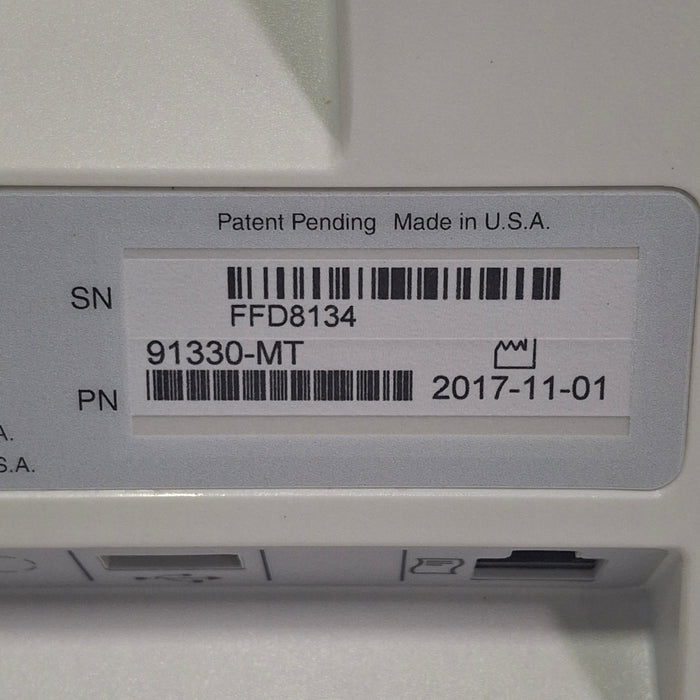 Patent Pending Made in U.S.A.
SN
FFD8134
91330-MT
PN
2017-11-01
A.
S.A.